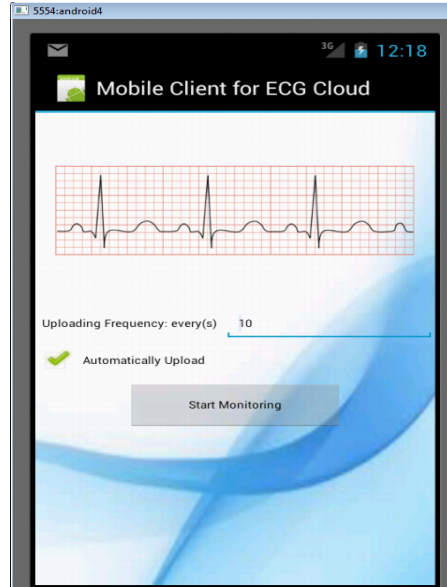 5554:android4
3G
12:18
Mobile Client for ECG Cloud
Uploading Frequency: every(s) 10
Automatically Upload
Start Monitoring